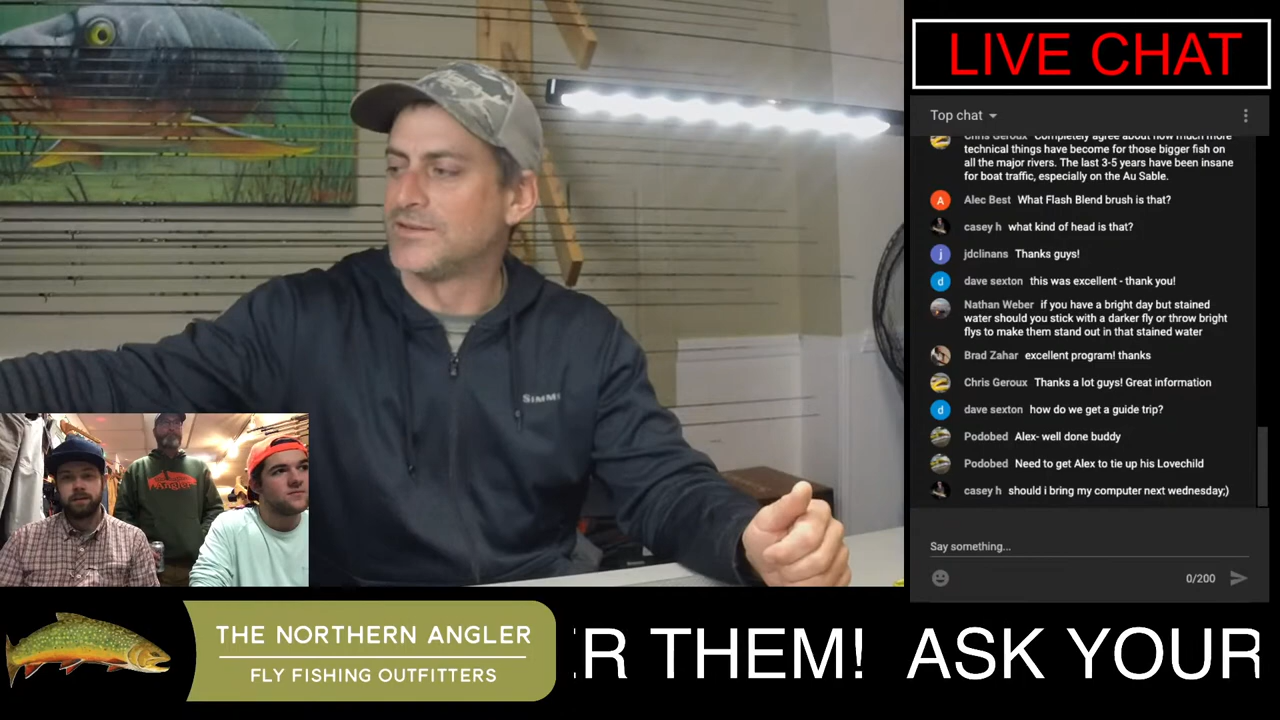 LIVE CHAT
Top chat
Chris Geroux Completely agree about how much more
technical things have become for those bigger fish on
all the major rivers. The last 3-5 years have been insane
for boat traffic, especially on the Au Sable.
A Alec Best What Flash Blend brush is that?
casey h what kind of head is that?
j jdclinans Thanks guys!
d dave sexton this was excellent - thank you!
Nathan Weber if you have a bright day but stained
water should you stick with a darker fly or throw bright
flys to make them stand out in that stained water
Brad Zahar excellent program! thanks
Chris Geroux Thanks a lot guys! Great information
d dave sexton how do we get a guide trip?
Podobed Alex- well done buddy
Podobed Need to get Alex to tie up his Lovechild
casey h should i bring my computer next wednesday;)
Say something...
0/200
SIMMS
Angler
THE NORTHERN ANGLER
FLY FISHING OUTFITTERS
ER THEM! ASK YOUR